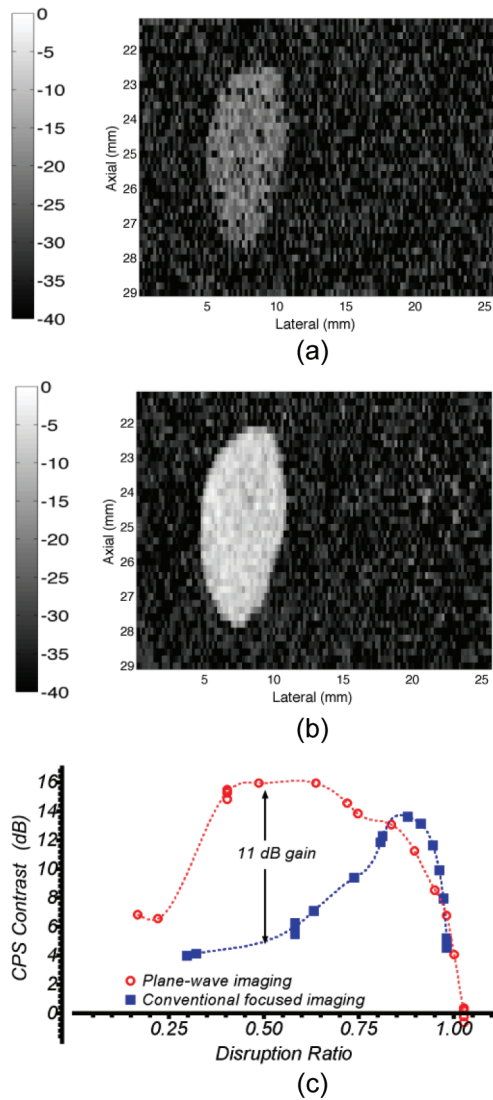 0
-5
-10
-15
-20
-25
-30
-35
-40
Axial (mm)
22
23
24
25
26
27
28
29
5 10 15 20 25
Lateral (mm)
(a)
0
-5
-10
-15
-20
-25
-30
-35
-40
Axial (mm)
22
23
24
25
26
27
28
29
5 10 15 20 25
Lateral (mm)
(b)
CPS Contrast (dB)
16
14
12
10
8
6
4
2
0
11 dB gain
Plane-wave imaging
Conventional focused imaging
0.25 0.50 0.75 1.00
Disruption Ratio
(c)